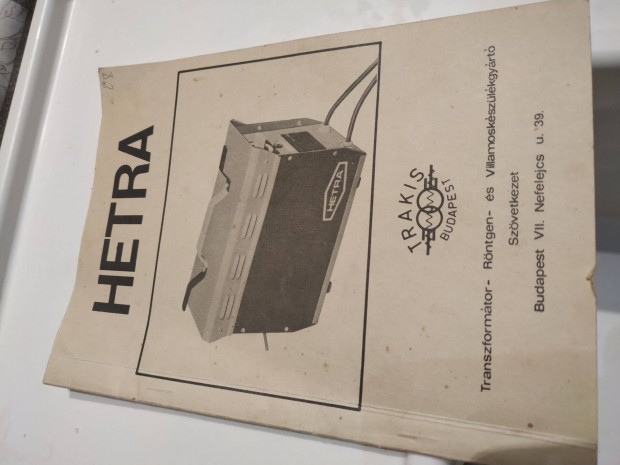 HETRA
HETRA
TRAKIS
BUDAPEST
Transzformátor- Röntgen- és Villamoskészülékgyártó
Szövetkezet
Budapest VII. Nefelejcs u. 39.